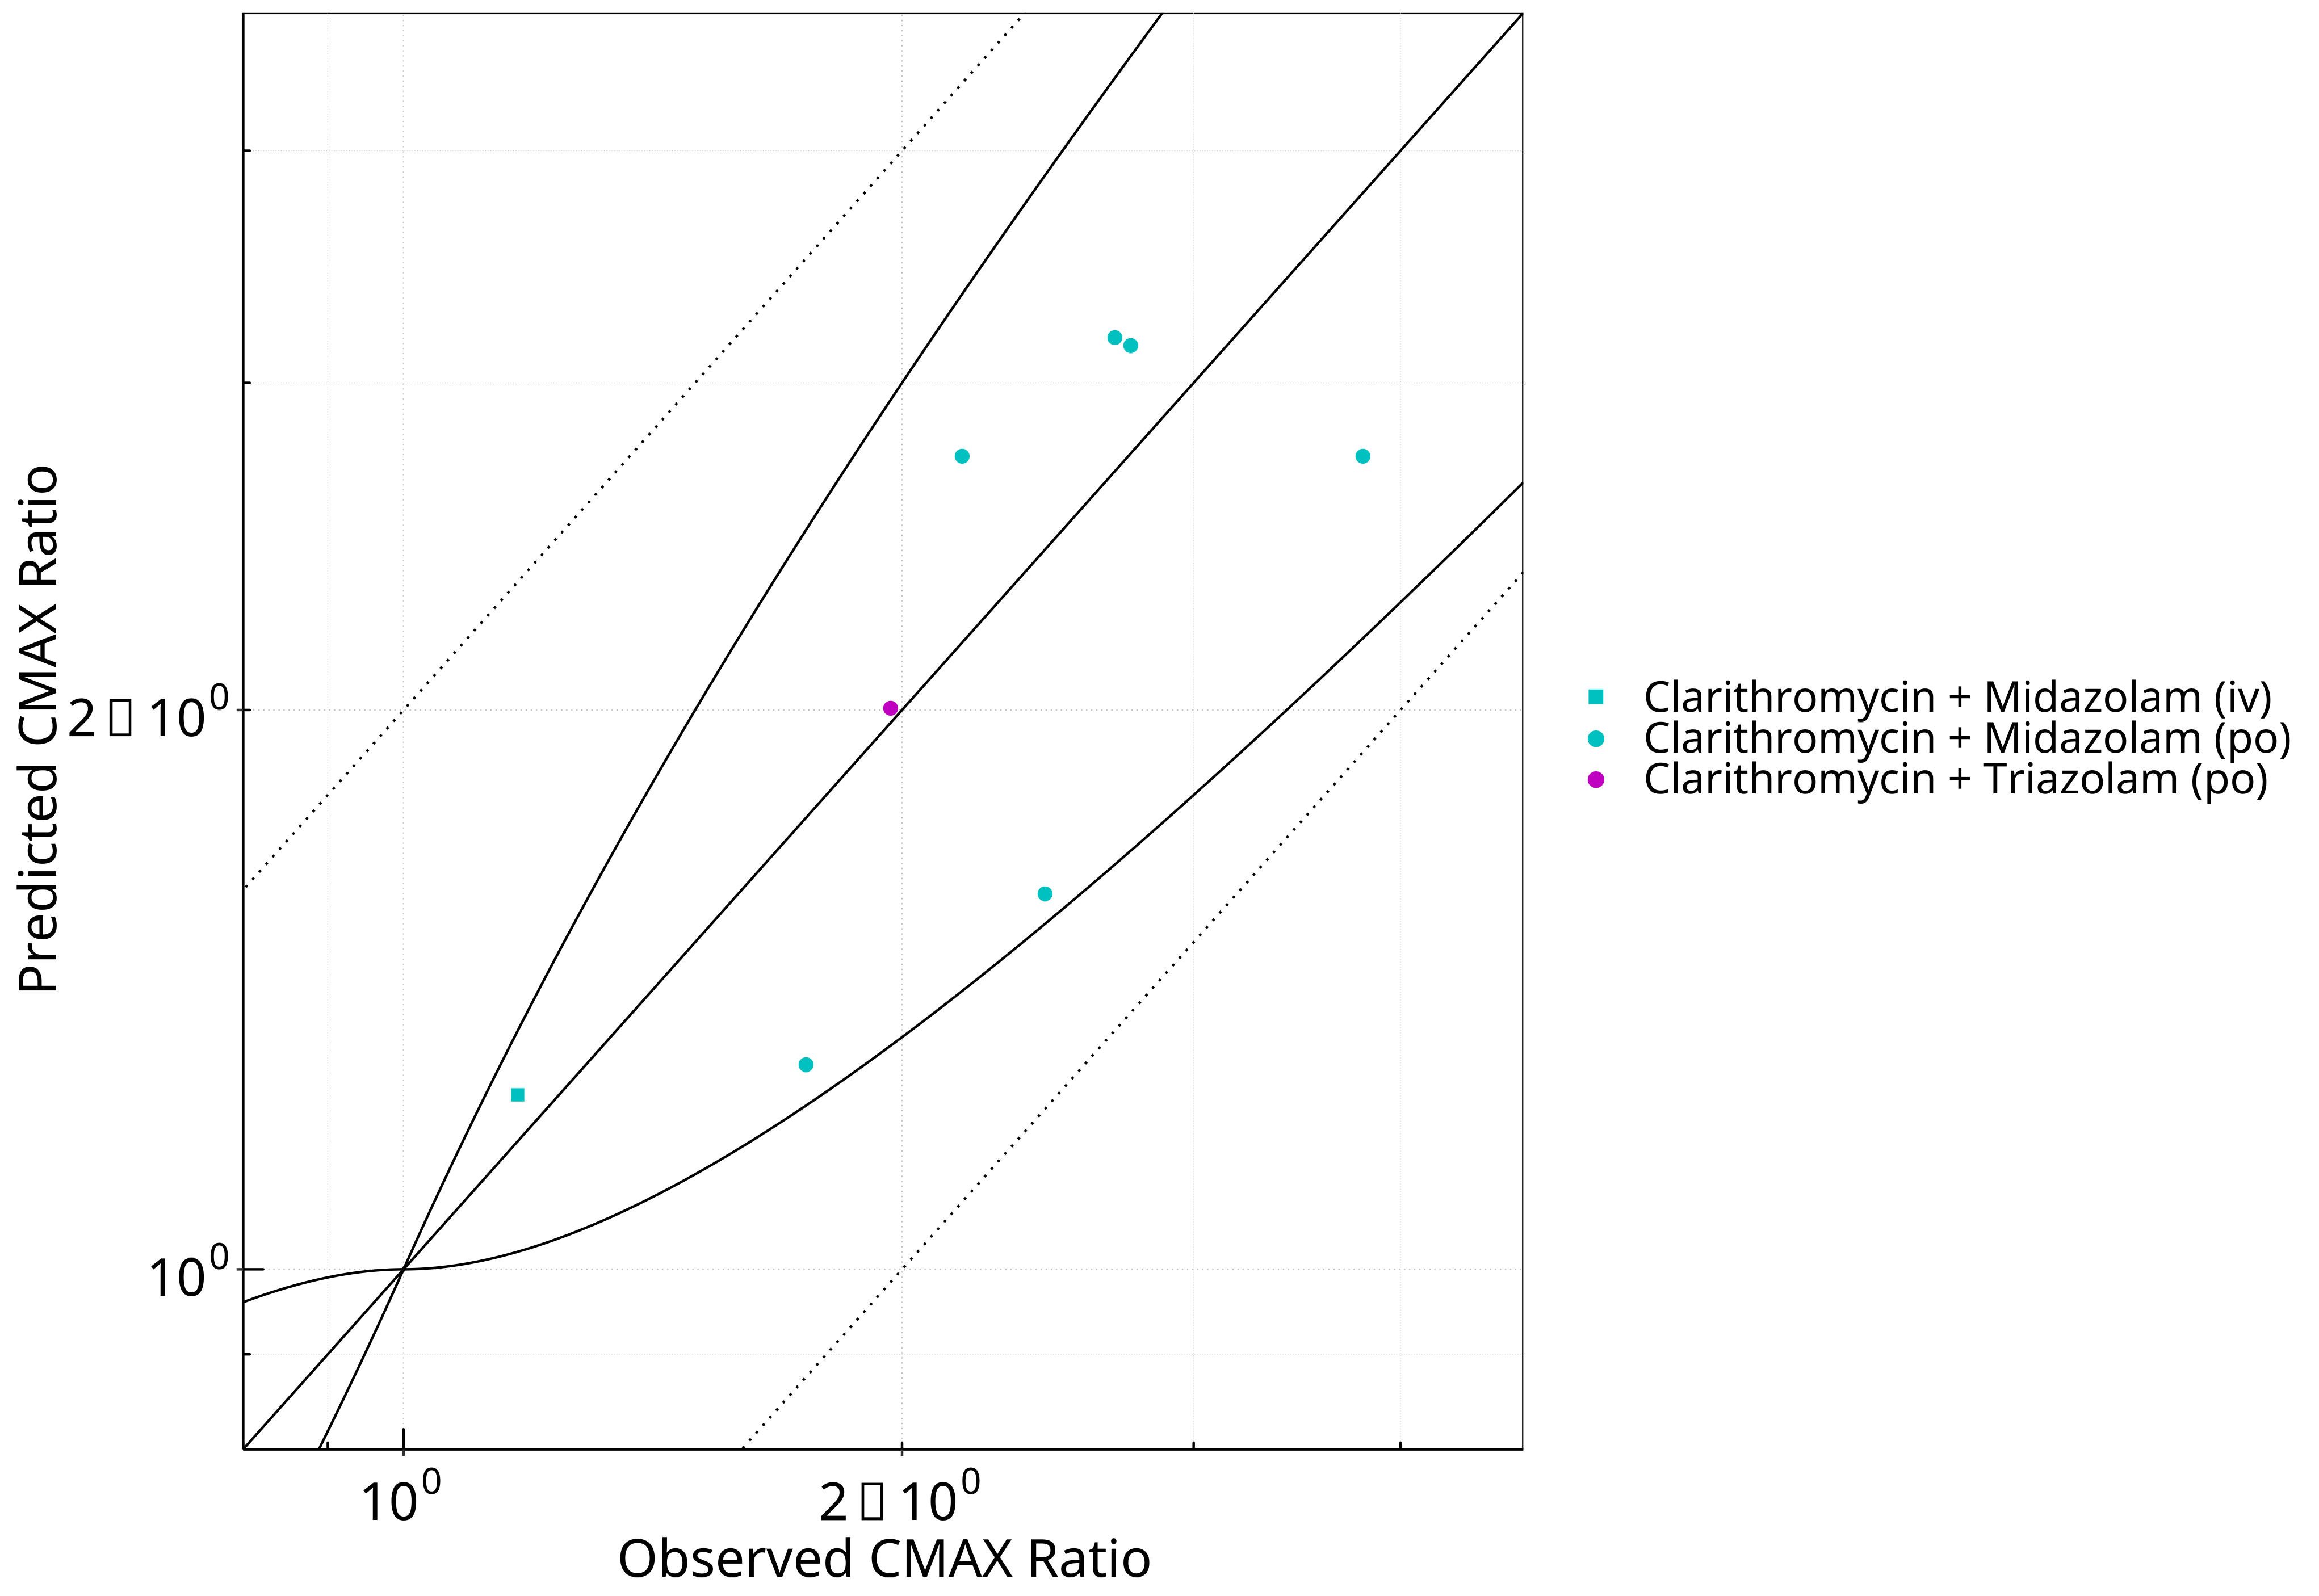 Predicted CMAX Ratio
2 ▯ 10⁰
10⁰
10⁰
2 ▯ 10⁰
Observed CMAX Ratio
Clarithromycin + Midazolam (iv)
Clarithromycin + Midazolam (po)
Clarithromycin + Triazolam (po)